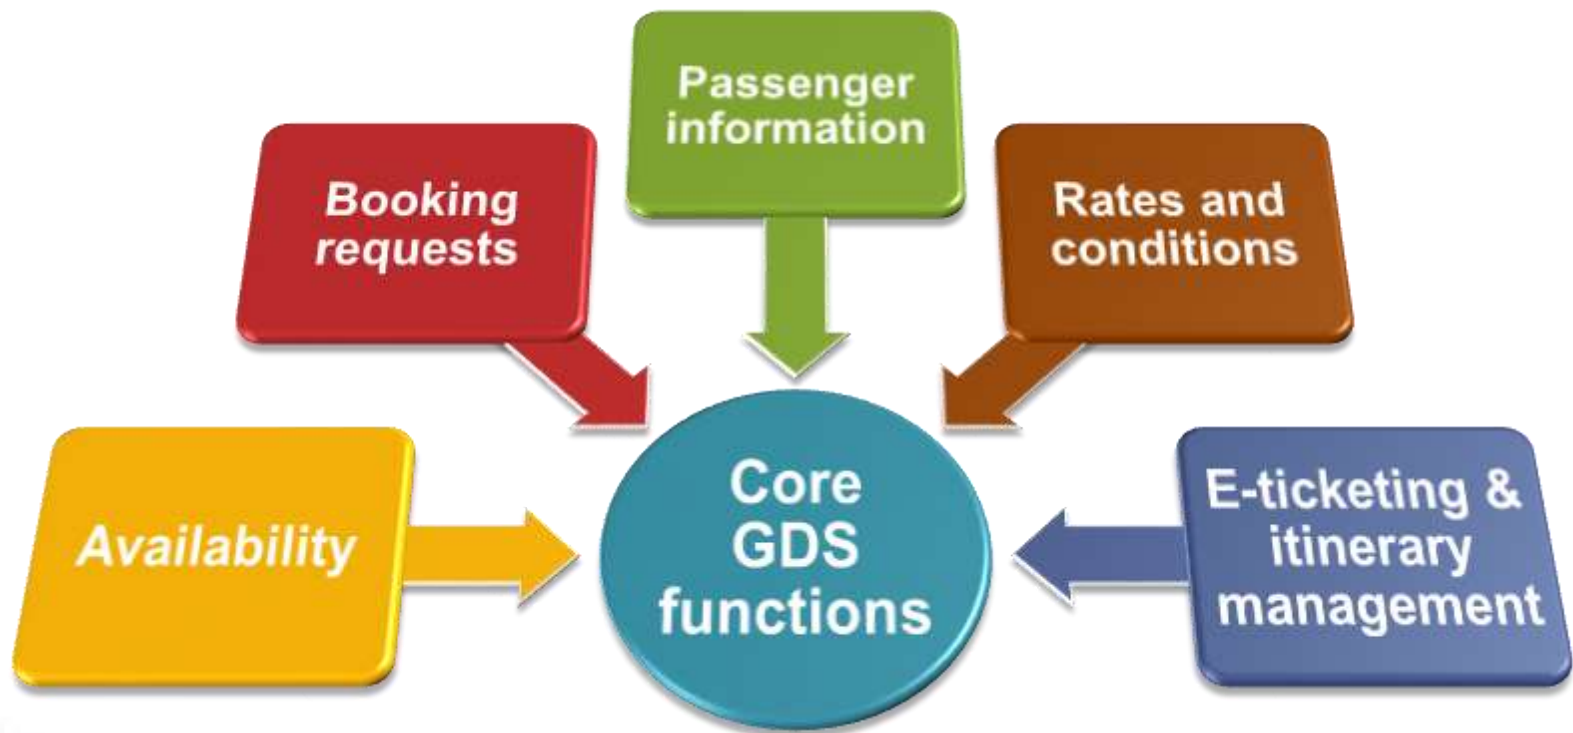 Passenger
information
Booking
requests
Rates and
conditions
Availability
Core
GDS
functions
E-ticketing &
itinerary
management